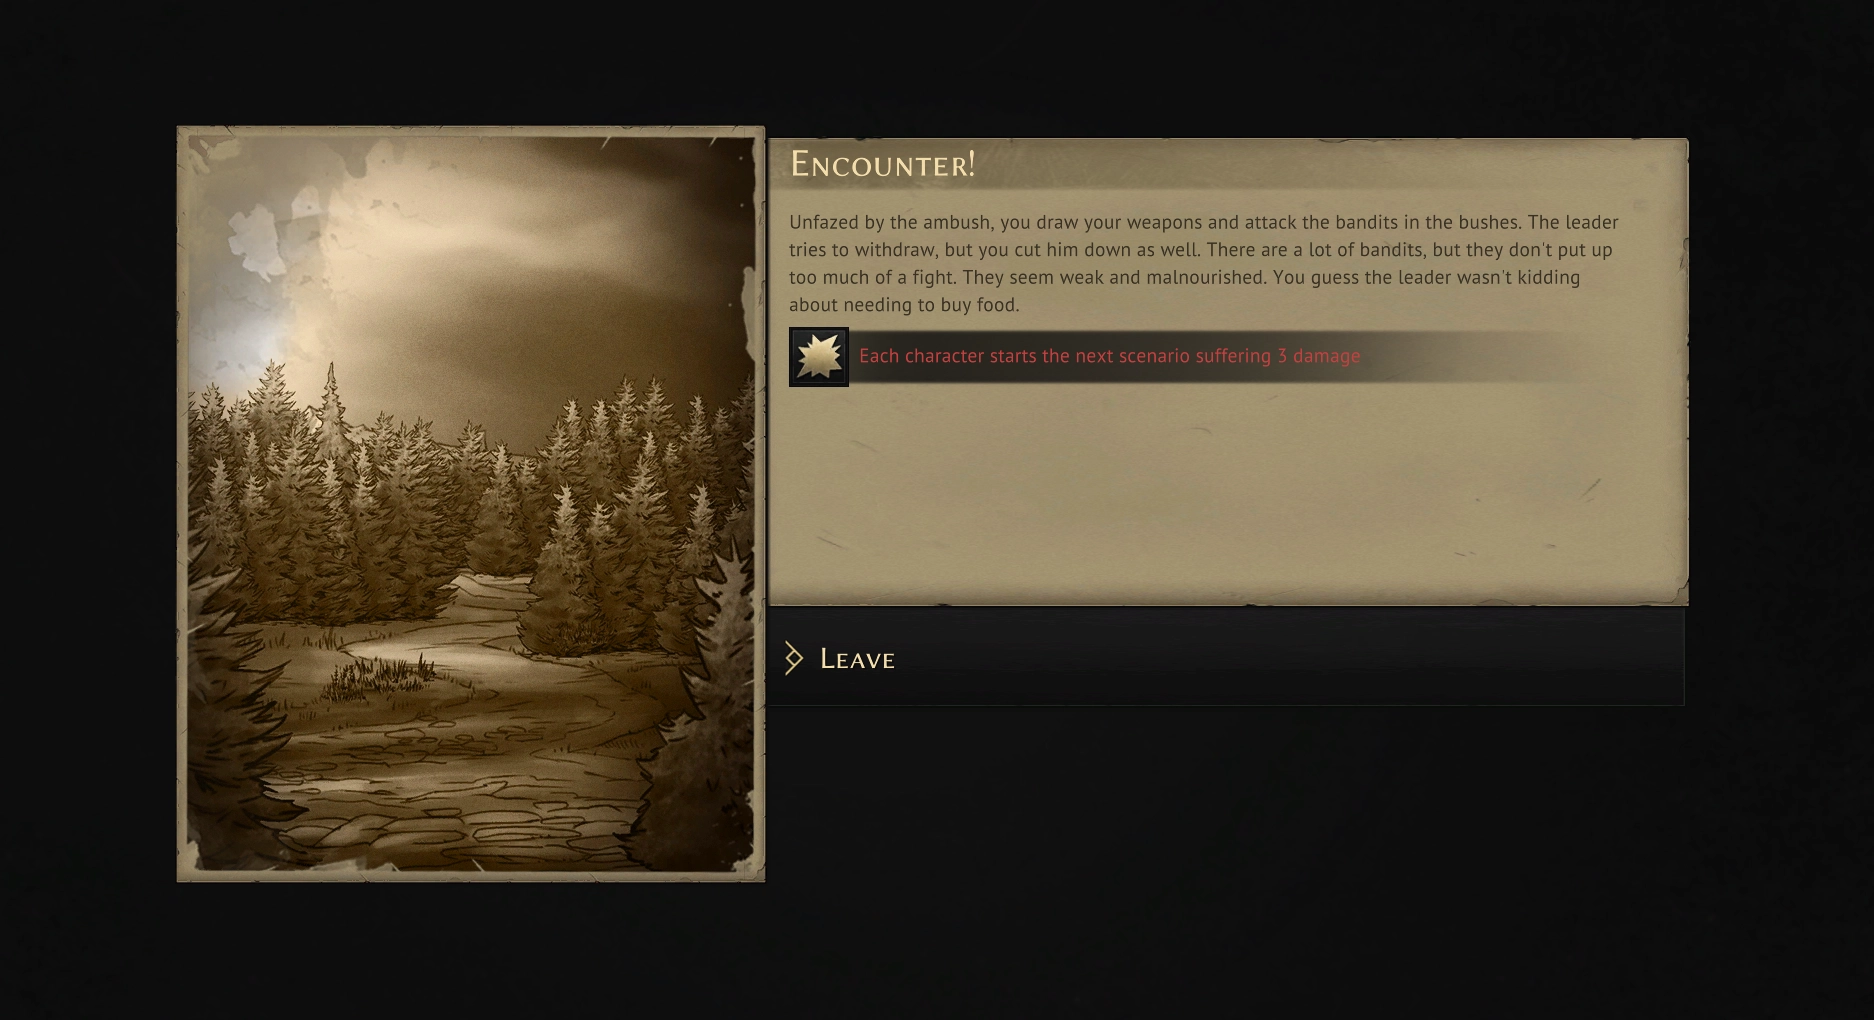 Encounter!
Unfazed by the ambush, you draw your weapons and attack the bandits in the bushes. The leader
tries to withdraw, but you cut him down as well. There are a lot of bandits, but they don't put up
too much of a fight. They seem weak and malnourished. You guess the leader wasn't kidding
about needing to buy food.
Each character starts the next scenario suffering 3 damage
Leave